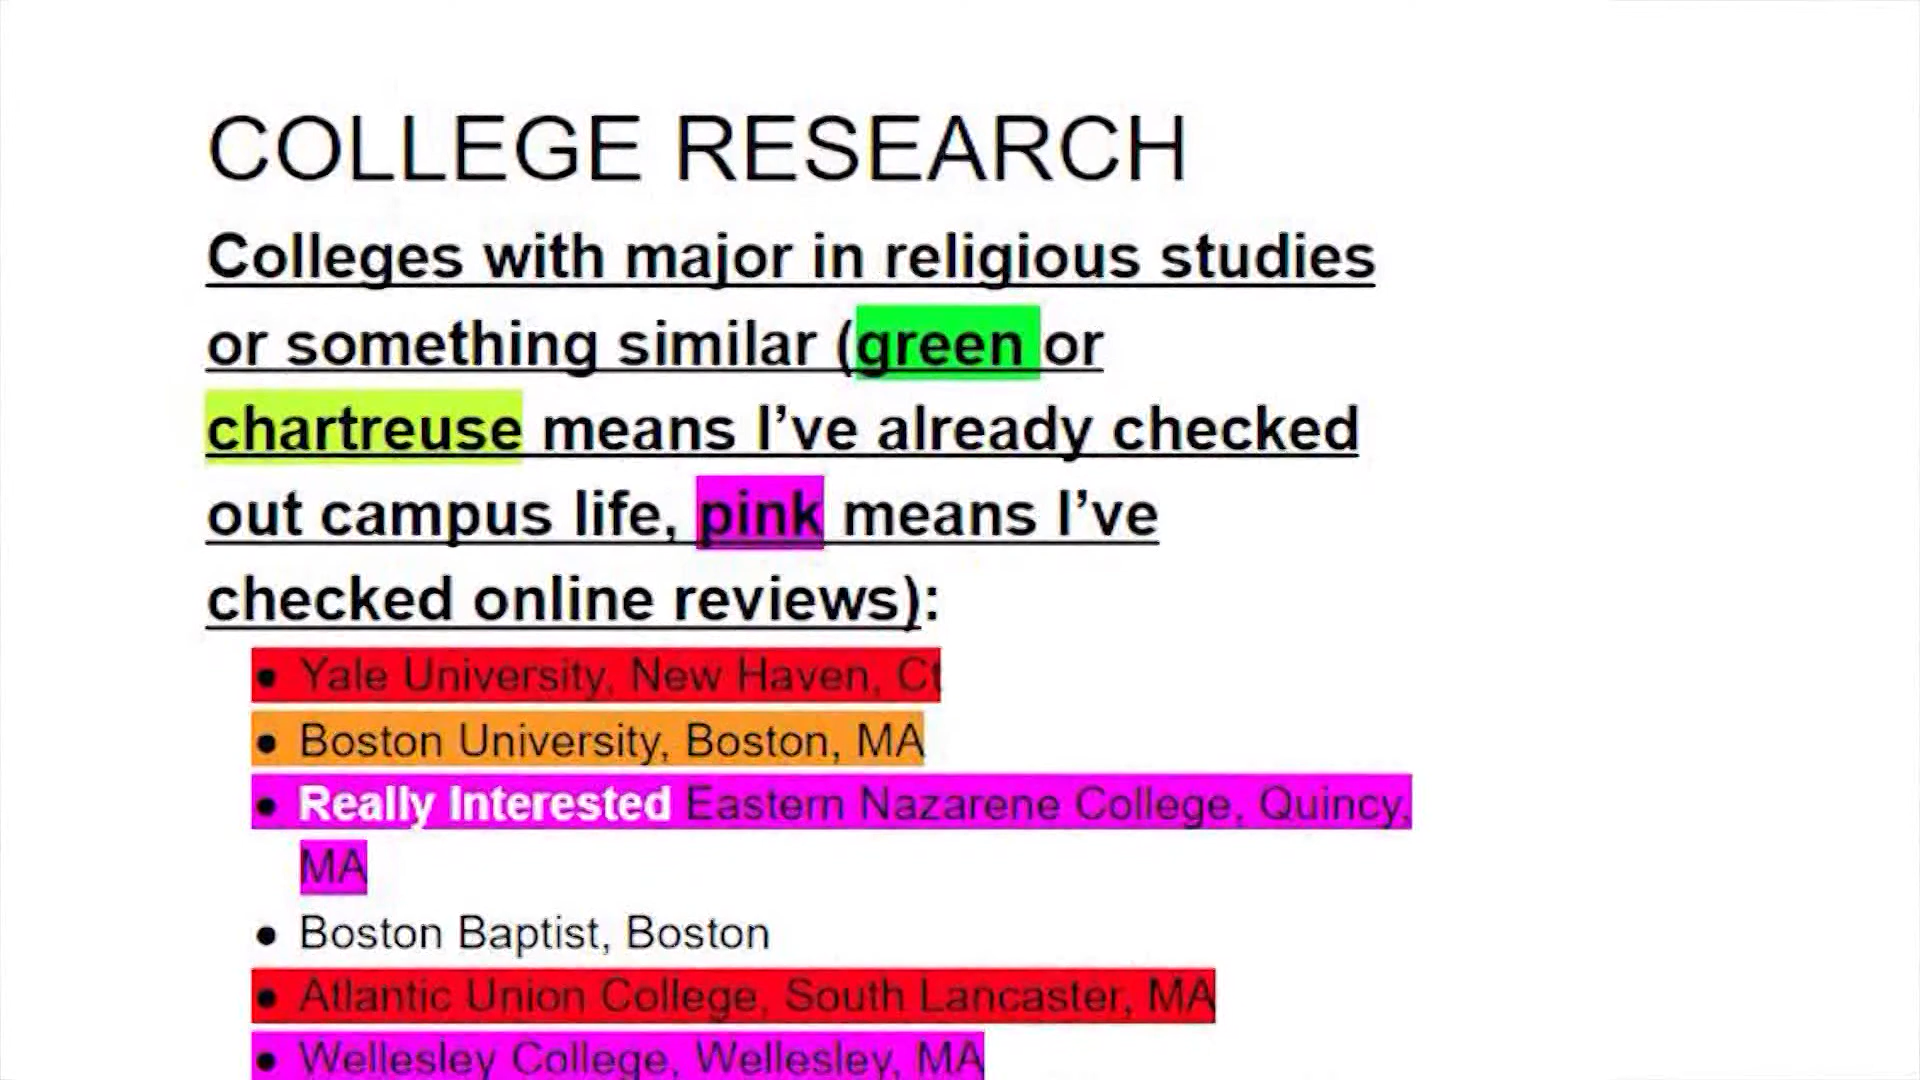 COLLEGE RESEARCH
Colleges with major in religious studies
or something similar (green or
chartreuse means I’ve already checked
out campus life, pink means I’ve
checked online reviews):
● Yale University, New Haven, Ct
● Boston University, Boston, MA
● Really Interested Eastern Nazarene College, Quincy,
MA
● Boston Baptist, Boston
● Atlantic Union College, South Lancaster, MA
● Wellesley College, Wellesley, MA